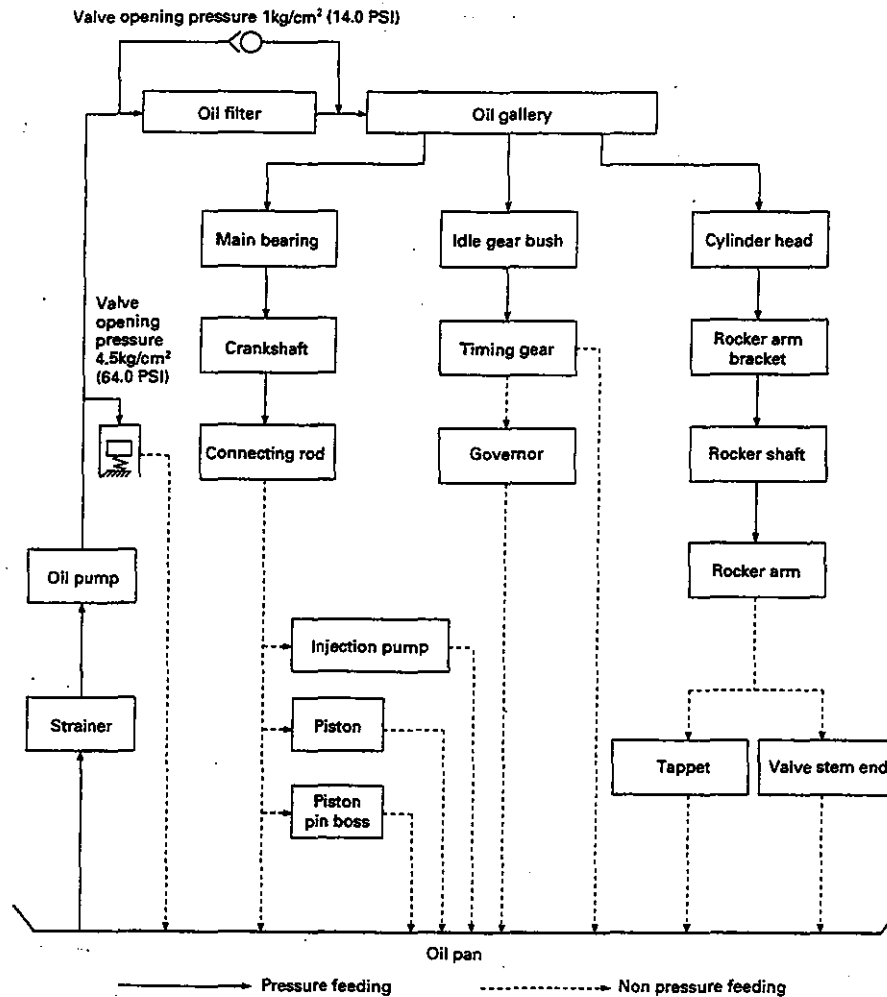 Valve opening pressure 1kg/cm² (14.0 PSI)
Oil filter
Oil gallery
Main bearing
Idle gear bush
Cylinder head
Valve
opening
pressure
4.5kg/cm²
(64.0 PSI)
Crankshaft
Timing gear
Rocker arm
bracket
Connecting rod
Governor
Rocker shaft
Oil pump
Rocker arm
Injection pump
Strainer
Piston
Tappet
Valve stem end
Piston
pin boss
Oil pan
Pressure feeding
Non pressure feeding